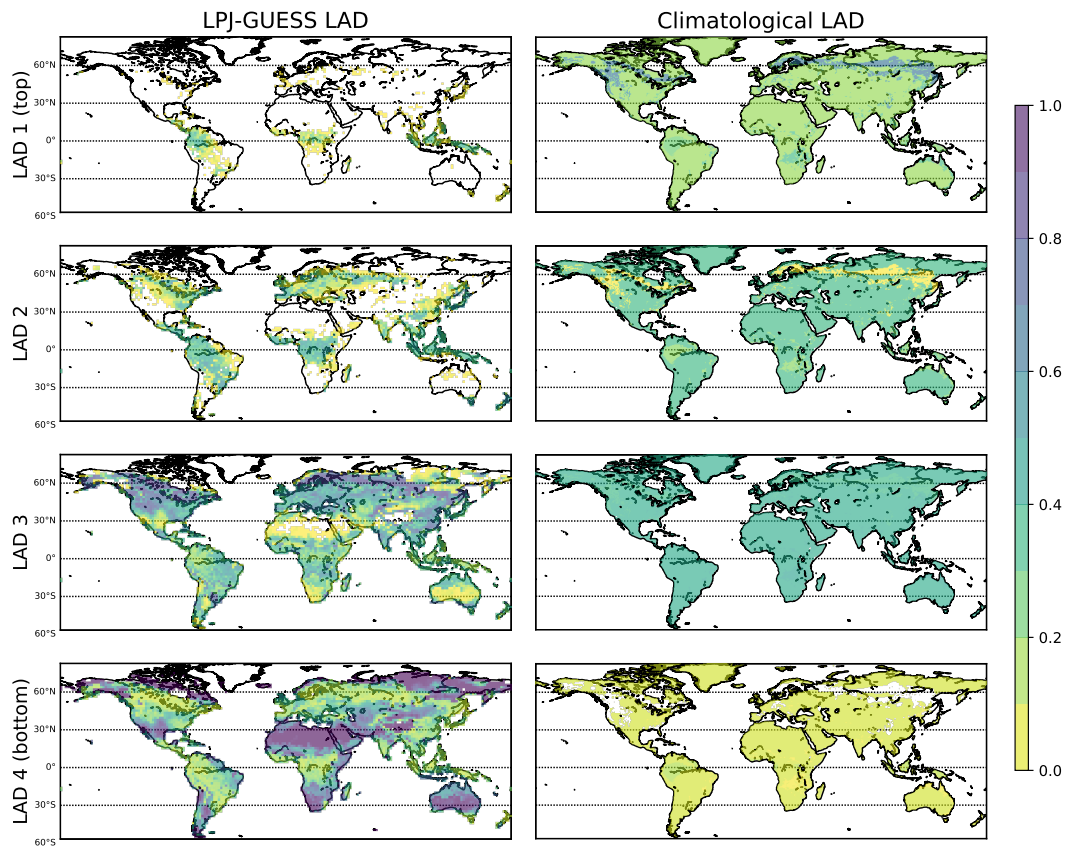 LPJ-GUESS LAD
Climatological LAD
LAD 1 (top)
60°N
30°N
0°
30°S
60°S
LAD 2
60°N
30°N
0°
30°S
60°S
LAD 3
60°N
30°N
0°
30°S
60°S
LAD 4 (bottom)
60°N
30°N
0°
30°S
60°S
1.0
0.8
0.6
0.4
0.2
0.0